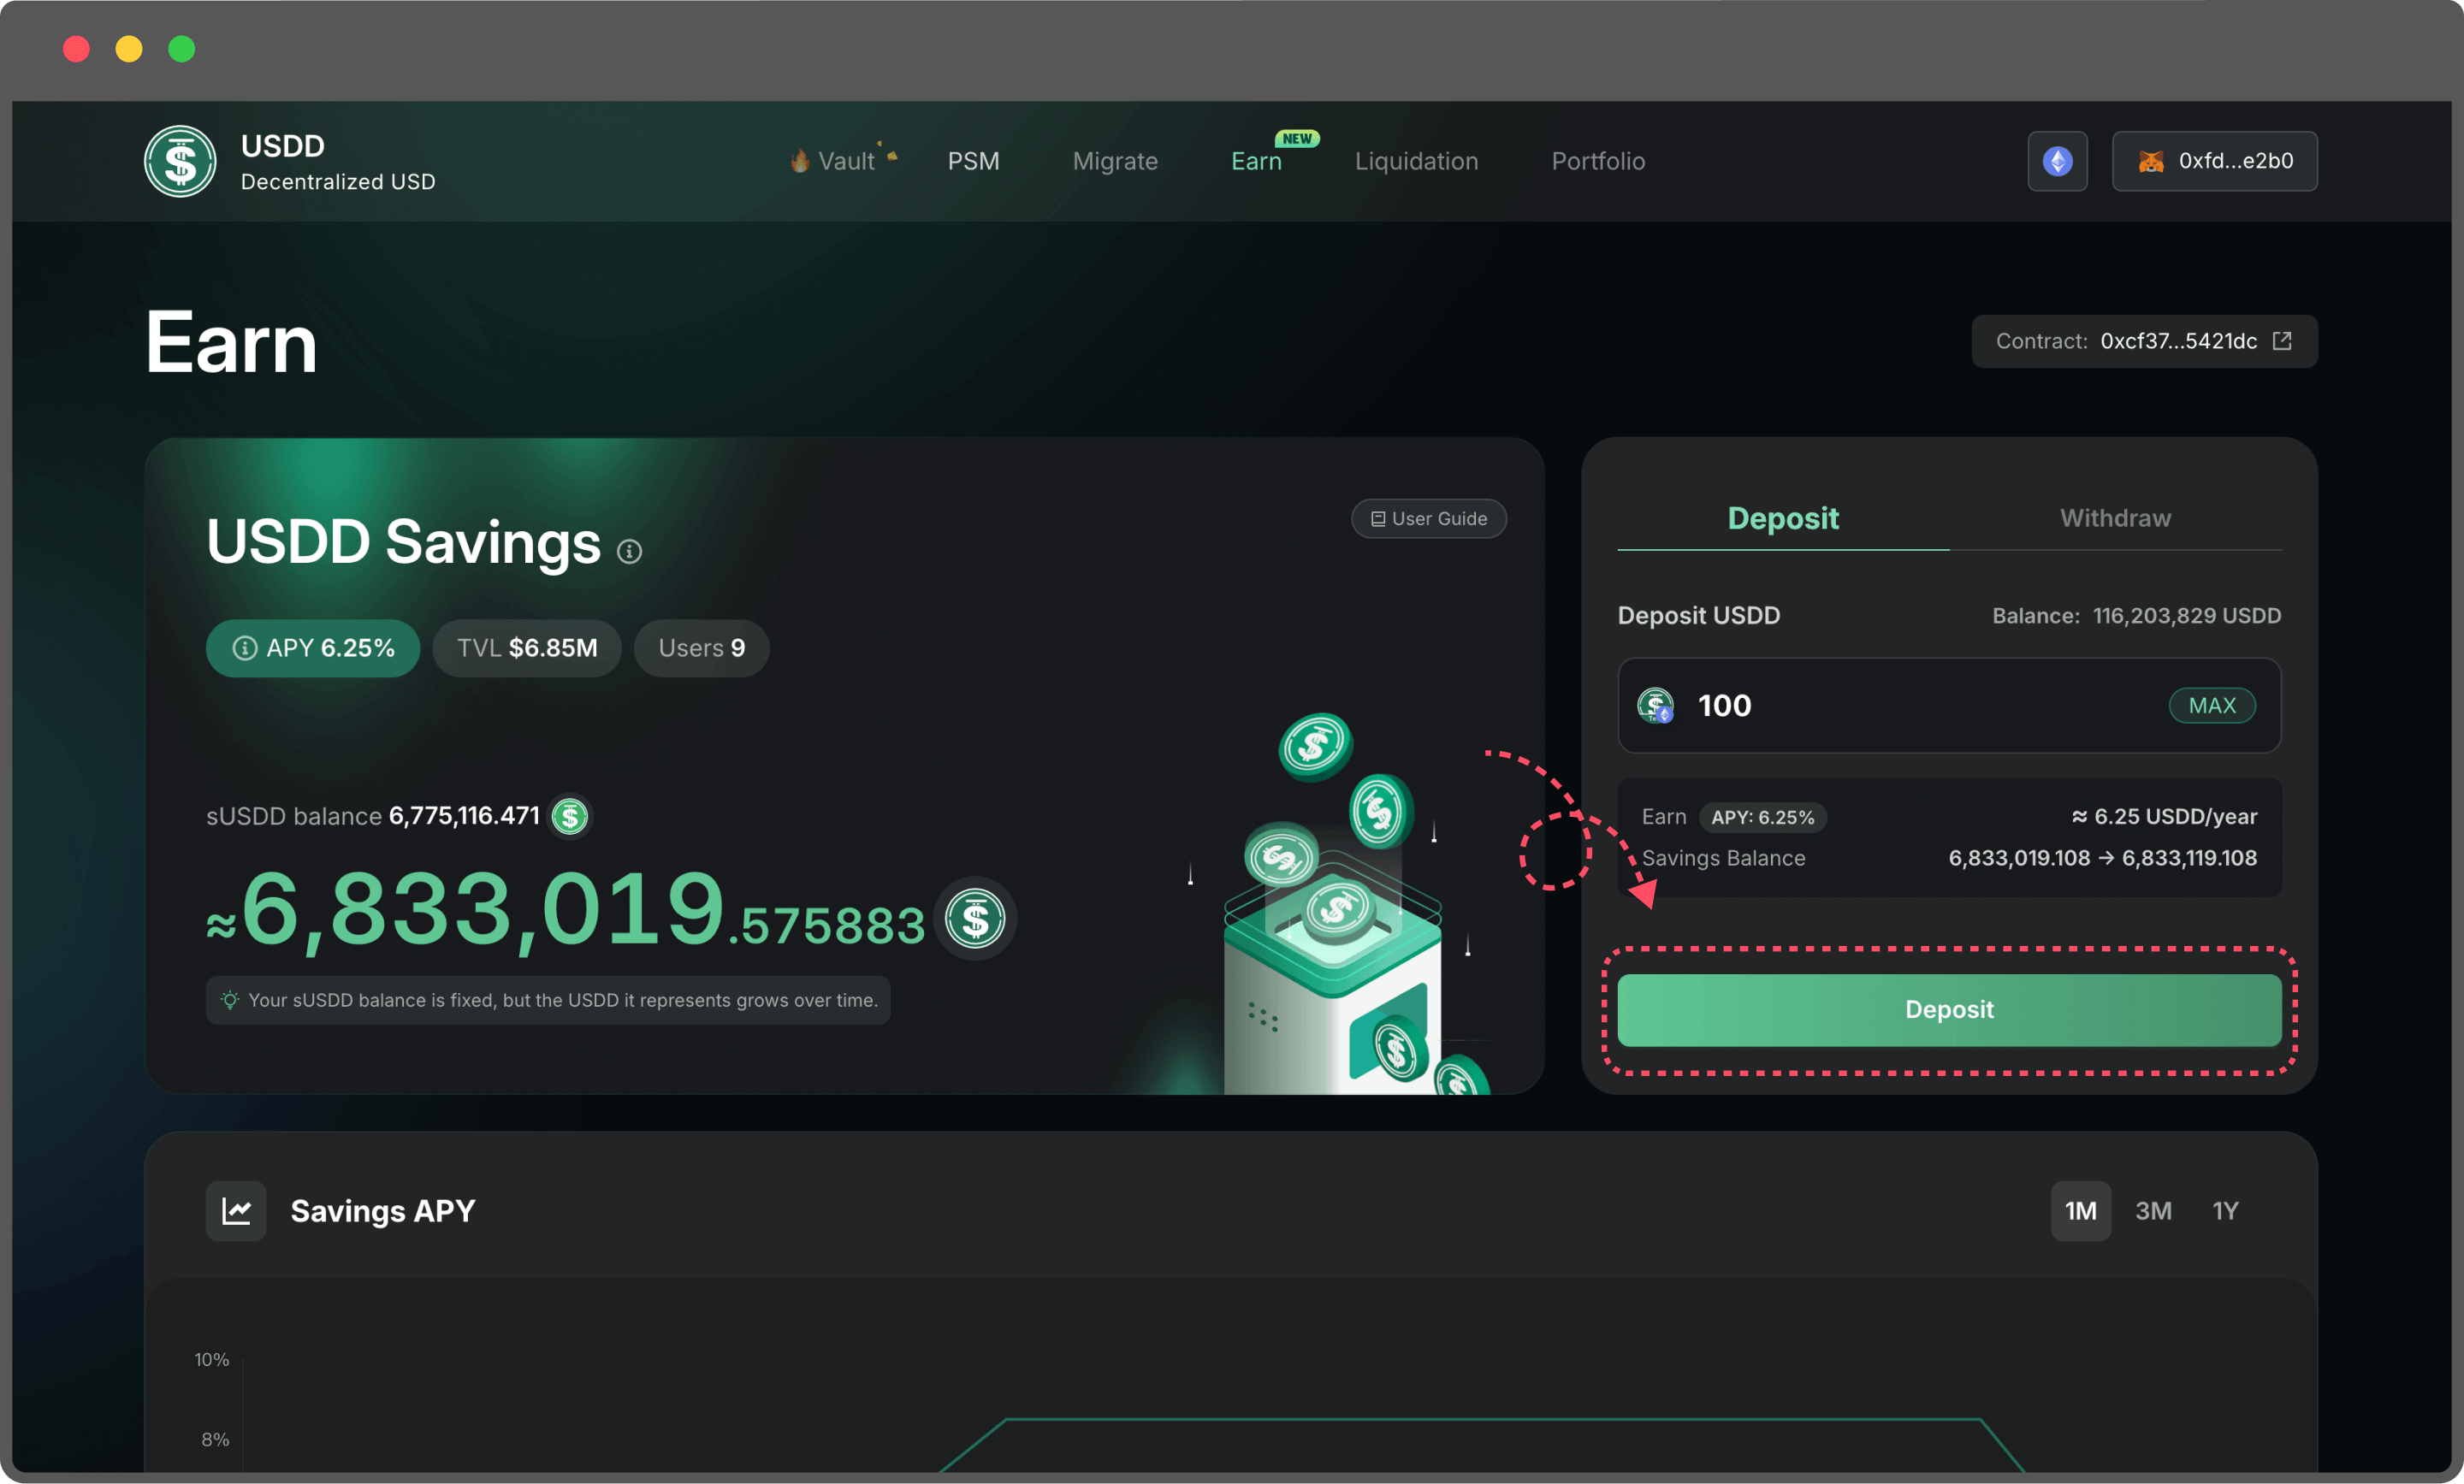 USDD
Decentralized USD
Vault
PSM
Migrate
Earn
NEW
Liquidation
Portfolio
0xfd...e2b0
Earn
Contract: 0xcf37...5421dc
USDD Savings
User Guide
APY 6.25%
TVL $6.85M
Users 9
sUSDD balance 6,775,116.471
≈6,833,019.575883
Your sUSDD balance is fixed, but the USDD it represents grows over time.
Deposit
Withdraw
Deposit USDD
Balance: 116,203,829 USDD
100
MAX
Earn APY: 6.25% ≈ 6.25 USDD/year
Savings Balance 6,833,019.108 → 6,833,119.108
Deposit
Savings APY
1M
3M
1Y
10%
8%